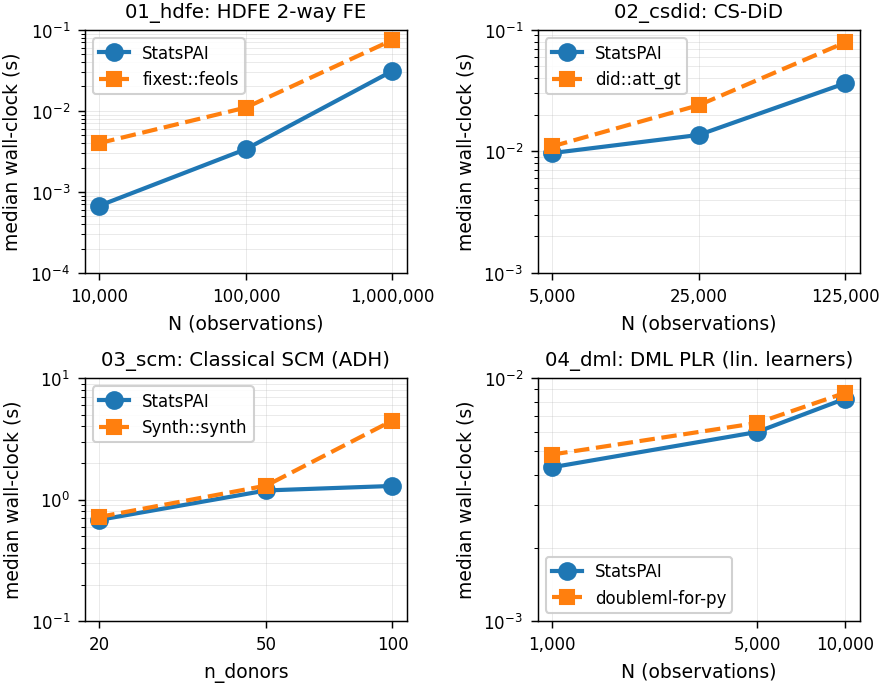 01_hdfe: HDFE 2-way FE
median wall-clock (s)
10⁻¹
10⁻²
10⁻³
10⁻⁴
StatsPAI
fixest::feols
10,000 100,000 1,000,000
N (observations)
02_csdid: CS-DiD
median wall-clock (s)
10⁻¹
10⁻²
10⁻³
StatsPAI
did::att_gt
5,000 25,000 125,000
N (observations)
03_scm: Classical SCM (ADH)
median wall-clock (s)
10¹
10⁰
10⁻¹
StatsPAI
Synth::synth
20 50 100
n_donors
04_dml: DML PLR (lin. learners)
median wall-clock (s)
10⁻²
10⁻³
StatsPAI
doubleml-for-py
1,000 5,000 10,000
N (observations)